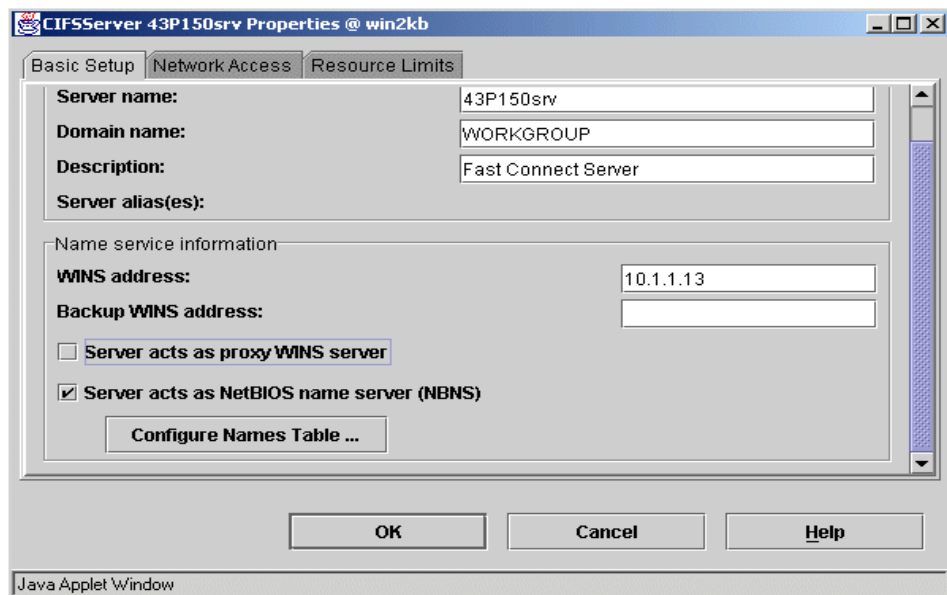 CIFSServer 43P150srv Properties @ win2kb
Basic Setup Network Access Resource Limits
Server name: 43P150srv
Domain name: WORKGROUP
Description: Fast Connect Server
Server alias(es):
Name service information
WINS address: 10.1.1.13
Backup WINS address:
Server acts as proxy WINS server
Server acts as NetBIOS name server (NBNS)
Configure Names Table ...
OK Cancel Help
Java Applet Window